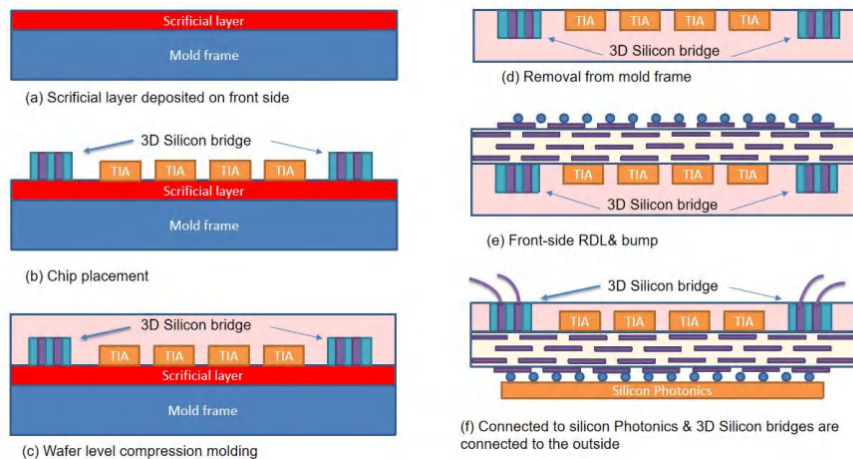 Scrificial layer
Mold frame
(a) Scrificial layer deposited on front side
3D Silicon bridge
TIA TIA TIA TIA
Scrificial layer
Mold frame
(b) Chip placement
3D Silicon bridge
TIA TIA TIA TIA
Scrificial layer
Mold frame
(c) Wafer level compression molding
TIA TIA TIA TIA
3D Silicon bridge
(d) Removal from mold frame
TIA TIA TIA TIA
3D Silicon bridge
(e) Front-side RDL& bump
3D Silicon bridge
TIA TIA TIA TIA
Silicon Photonics
(f) Connected to silicon Photonics & 3D Silicon bridges are
connected to the outside